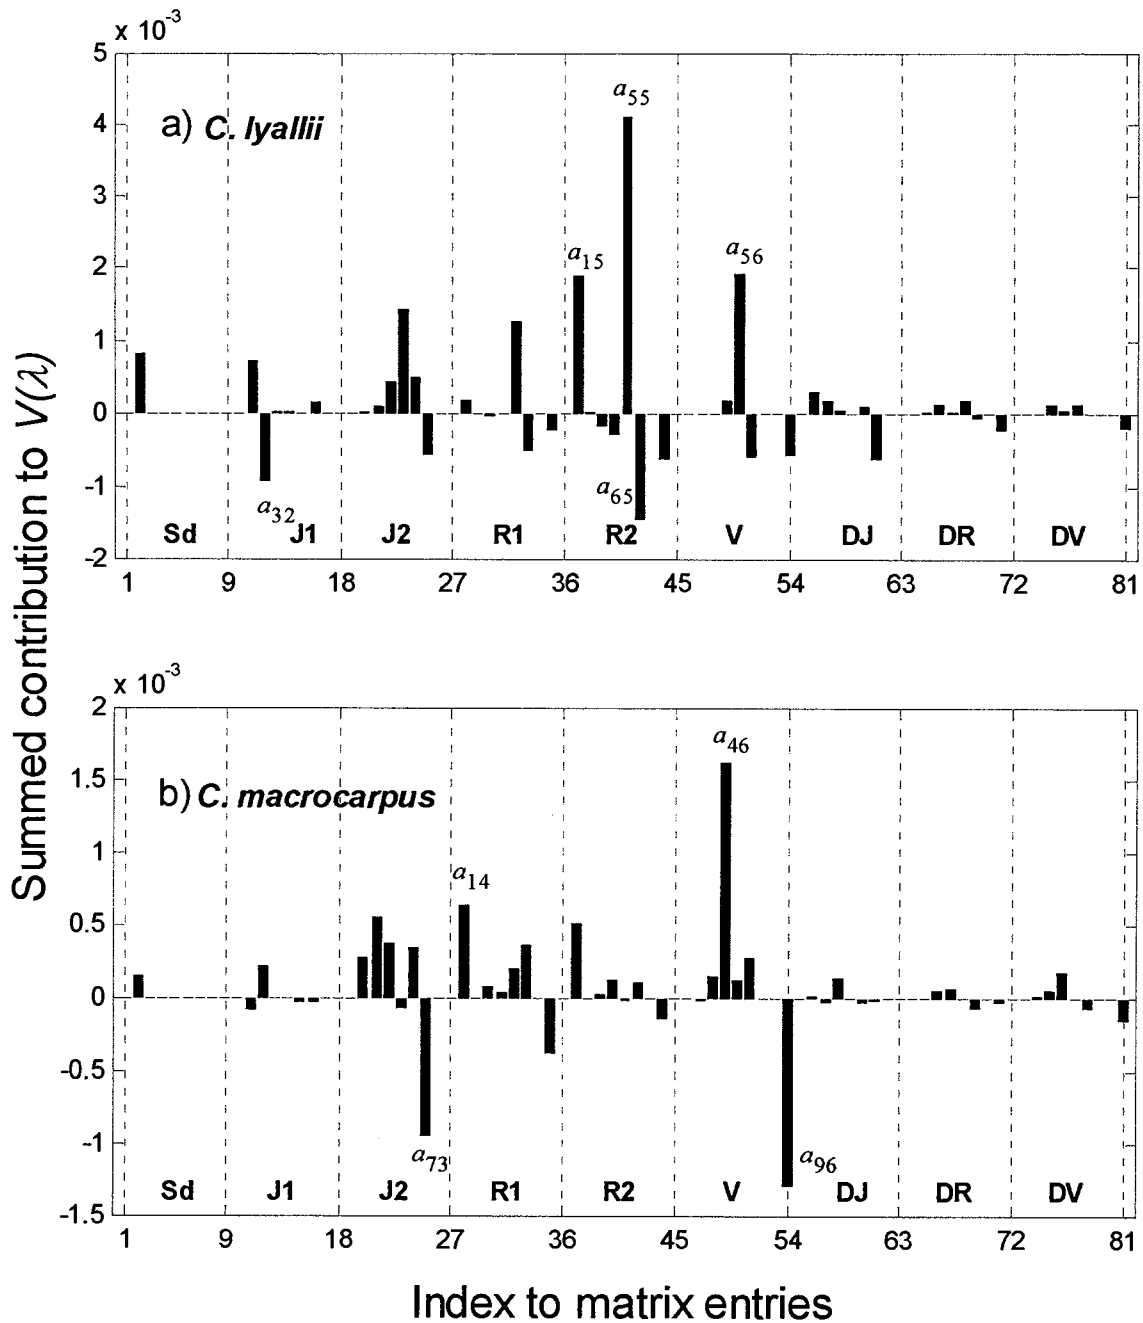 Summed contribution to V(λ)
x 10⁻³
5
4
3
2
1
0
-1
-2
a) C. lyallii
a₅₅
a₁₅
a₅₆
a₃₂
a₆₅
Sd J1 J2 R1 R2 V DJ DR DV
1 9 18 27 36 45 54 63 72 81
x 10⁻³
2
1.5
1
0.5
0
-0.5
-1
-1.5
b) C. macrocarpus
a₄₆
a₁₄
a₇₃
a₉₆
Sd J1 J2 R1 R2 V DJ DR DV
1 9 18 27 36 45 54 63 72 81
Index to matrix entries